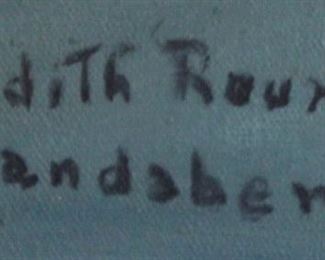 dith Roux
andsber